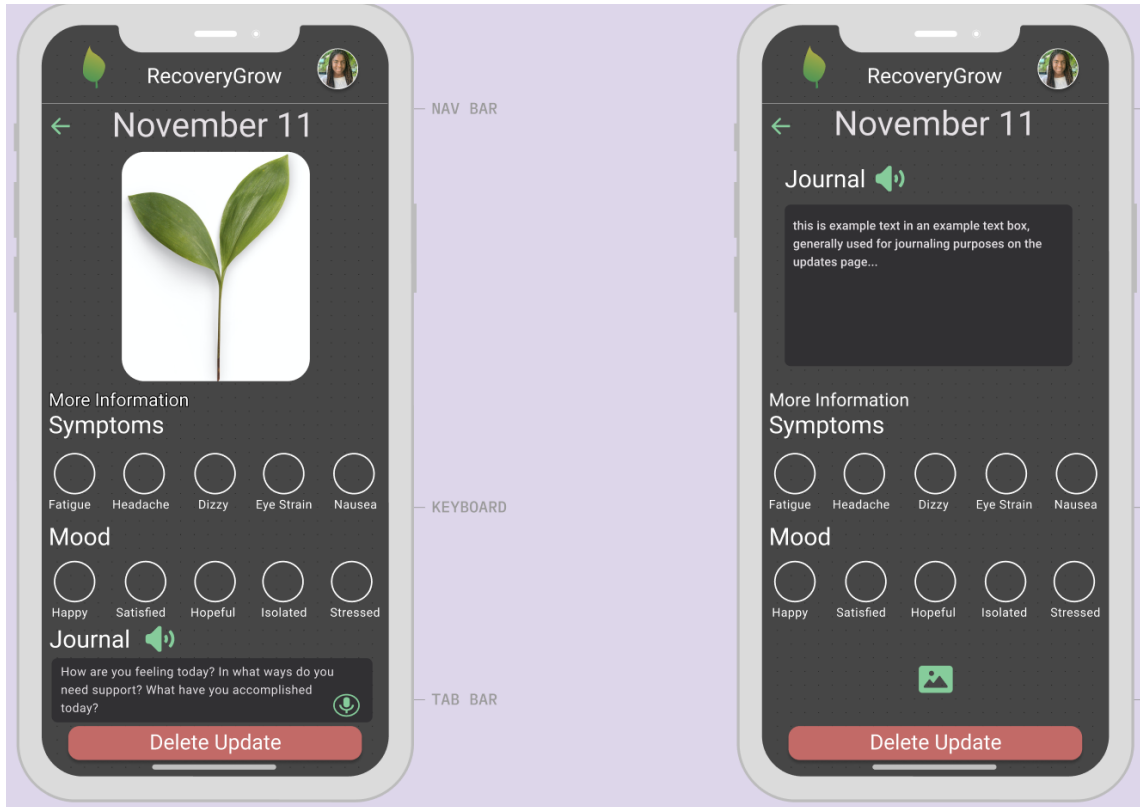 RecoveryGrow
November 11
More Information
Symptoms
Fatigue Headache Dizzy Eye Strain Nausea
Mood
Happy Satisfied Hopeful Isolated Stressed
Journal
How are you feeling today? In what ways do you
need support? What have you accomplished
today?
Delete Update
NAV BAR
KEYBOARD
TAB BAR
RecoveryGrow
November 11
Journal
this is example text in an example text box,
generally used for journaling purposes on the
updates page...
More Information
Symptoms
Fatigue Headache Dizzy Eye Strain Nausea
Mood
Happy Satisfied Hopeful Isolated Stressed
Delete Update